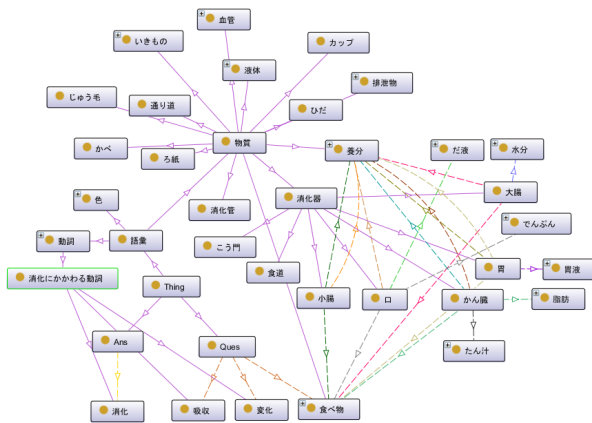 血管
いきもの
カップ
液体
排泄物
じゅう毛
通り道
ひだ
物質
だ液
水分
かべ
ろ紙
養分
色
消化管
消化器
大腸
でんぷん
動詞
語彙
こう門
食道
胃
胃液
消化にかかわる動詞
Thing
小腸
口
かん臓
脂肪
Ans
Ques
たん汁
消化
吸収
変化
食べ物